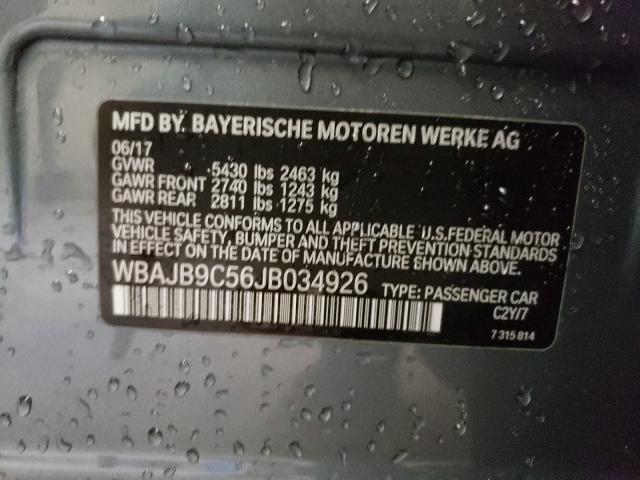 MFD BY. BAYERISCHE MOTOREN WERKE AG
06/17
GVWR 5430 lbs 2463 kg
GAWR FRONT 2740 lbs 1243 kg
GAWR REAR 2811 lbs 1275 kg
THIS VEHICLE CONFORMS TO ALL APPLICABLE U.S.FEDERAL MOTOR
VEHICLE SAFETY, BUMPER AND THEFT PREVENTION STANDARDS
IN EFFECT ON THE DATE OF MANUFACTURE SHOWN ABOVE.
WBAJB9C56JB034926 TYPE: PASSENGER CAR
C2Y/7
7 315 814